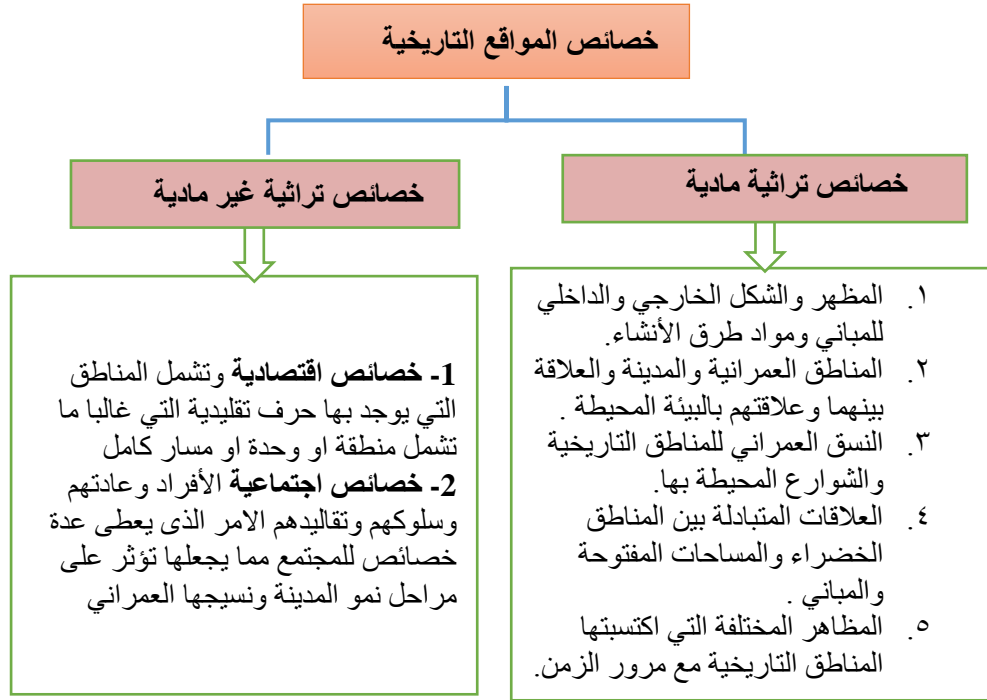 خصائص المواقع التاريخية
خصائص تراثية مادية
خصائص تراثية غير مادية
١. المظهر والشكل الخارجي والداخلي
للمباني ومواد طرق الأنشاء.
٢. المناطق العمرانية والمدينة والعلاقة
بينهما وعلاقتهم بالبيئة المحيطة .
٣. النسق العمراني للمناطق التاريخية
والشوارع المحيطة بها.
٤. العلاقات المتبادلة بين المناطق
الخضراء والمساحات المفتوحة
والمباني .
٥. المظاهر المختلفة التي اكتسبتها
المناطق التاريخية مع مرور الزمن.
1- خصائص اقتصادية وتشمل المناطق
التي يوجد بها حرف تقليدية التي غالبا ما
تشمل منطقة او وحدة او مسار كامل
2- خصائص اجتماعية الأفراد وعادتهم
وسلوكهم وتقاليدهم الامر الذى يعطى عدة
خصائص للمجتمع مما يجعلها تؤثر على
مراحل نمو المدينة ونسيجها العمراني